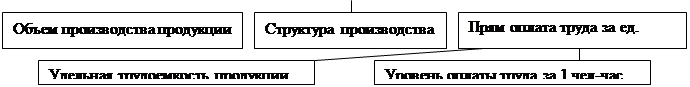 Объем производства продукции
Структура производства
Прям оплата труда за ед.
Удельная трудоемкость продукции
Уровень оплаты труда за 1 чел-час